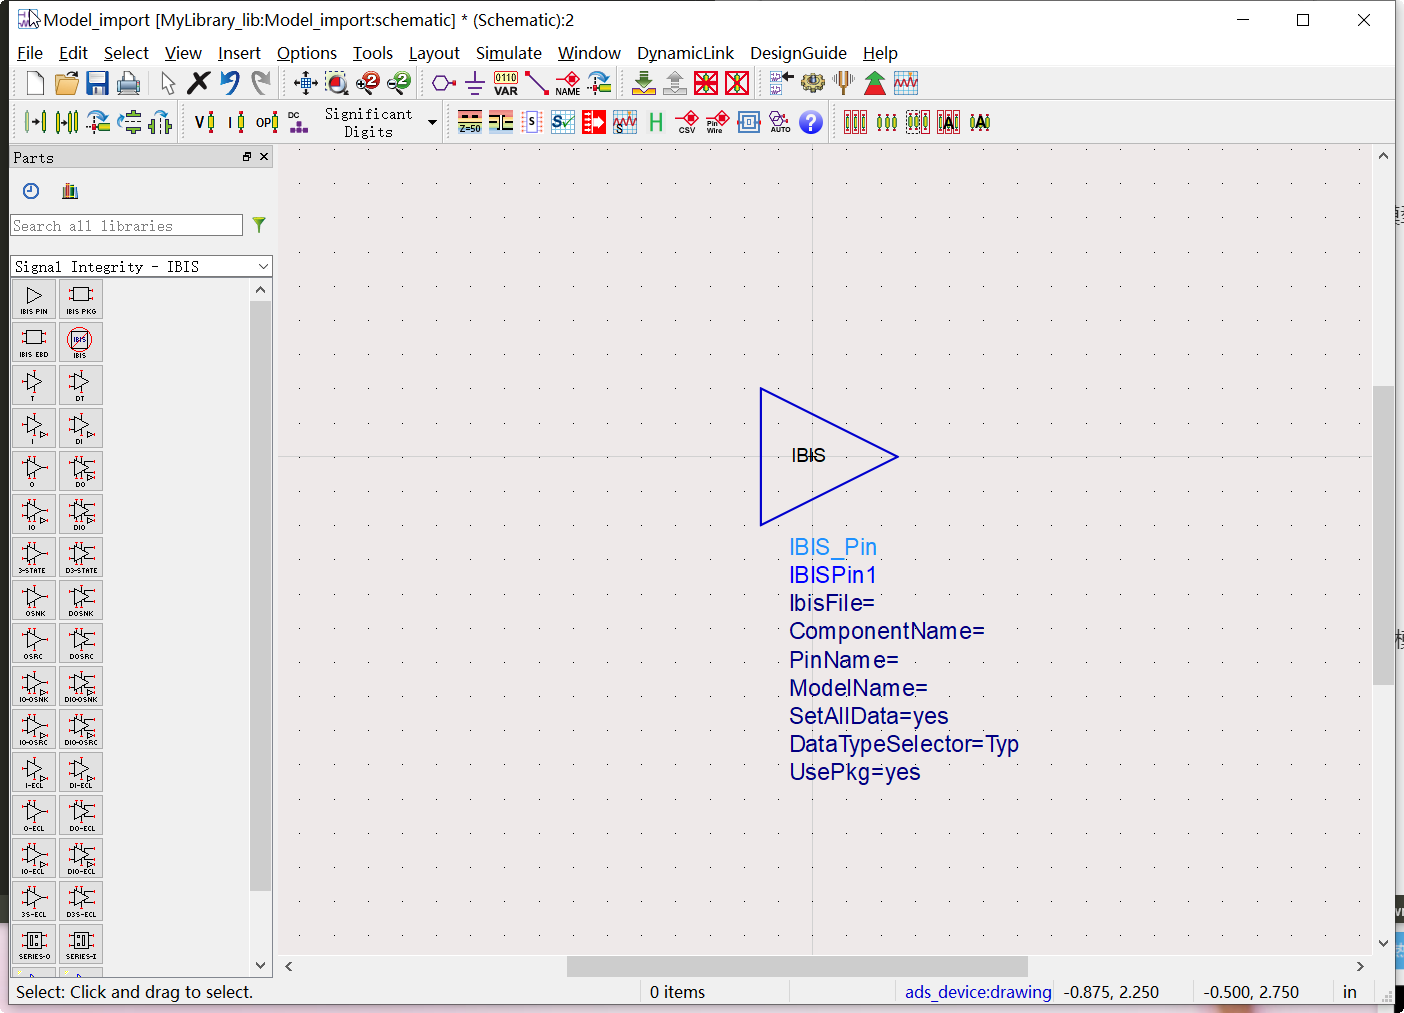 Model_import [MyLibrary_lib:Model_import:schematic] * (Schematic):2
File Edit Select View Insert Options Tools Layout Simulate Window DynamicLink DesignGuide Help
0110
VAR
NAME
V I OP DC
Significant
Digits
Z=50
S
S
S
H
CSV
Pin
Wire
AUTO
?
A
A
Parts
Search all libraries
Signal Integrity - IBIS
IBIS PIN IBIS PKG
IBIS EBD IBIS
IBIS
T DT
I DI
O DO
IO DIO
3-STATE D3-STATE
OSNK DOSNK
OSRC DOSRC
IO-OSNK DIO-OSNK
IO-OSRC DIO-OSRC
I-ECL DI-ECL
O-ECL DO-ECL
IO-ECL DIO-ECL
3S-ECL D3S-ECL
SERIES-O SERIES-I
IBIS
IBIS_Pin
IBISPin1
IbisFile=
ComponentName=
PinName=
ModelName=
SetAllData=yes
DataTypeSelector=Typ
UsePkg=yes
Select: Click and drag to select.
0 items
ads_device:drawing
-0.875, 2.250
-0.500, 2.750
in